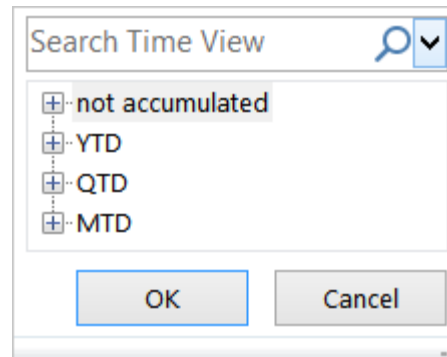 Search Time View
not accumulated
YTD
QTD
MTD
OK Cancel